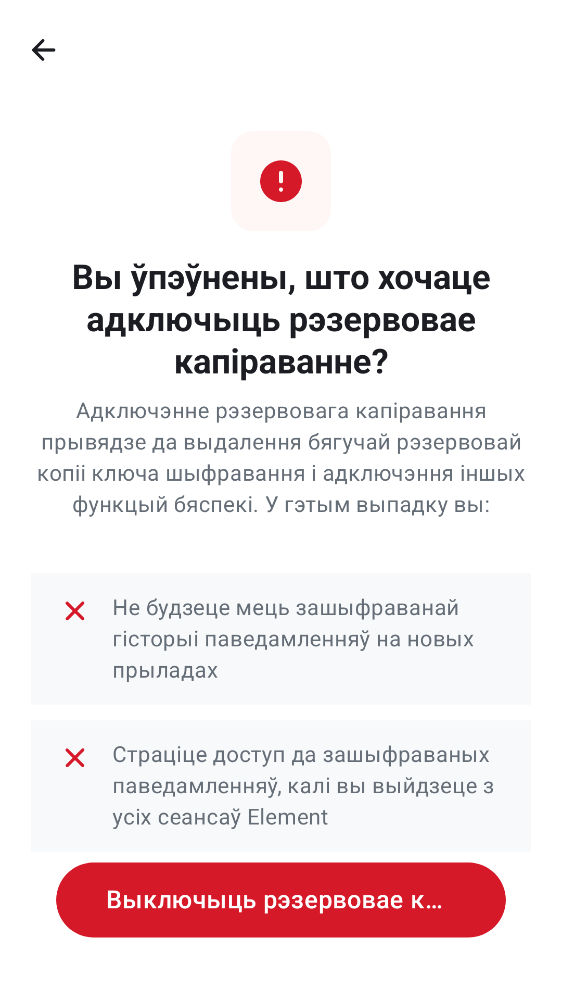 Вы ўпэўнены, што хочаце
адключыць рэзервовае
капіраванне?
Адключэнне рэзервовага капіравання
прывядзе да выдалення бягучай рэзервовай
копіі ключа шыфравання і адключэння іншых
функцый бяспекі. У гэтым выпадку вы:
Не будзеце мець зашыфраванай
гісторыі паведамленняў на новых
прыладах
Страціце доступ да зашыфраваных
паведамленняў, калі вы выйдзеце з
усіх сеансаў Element
Выключыць рэзервовае к...